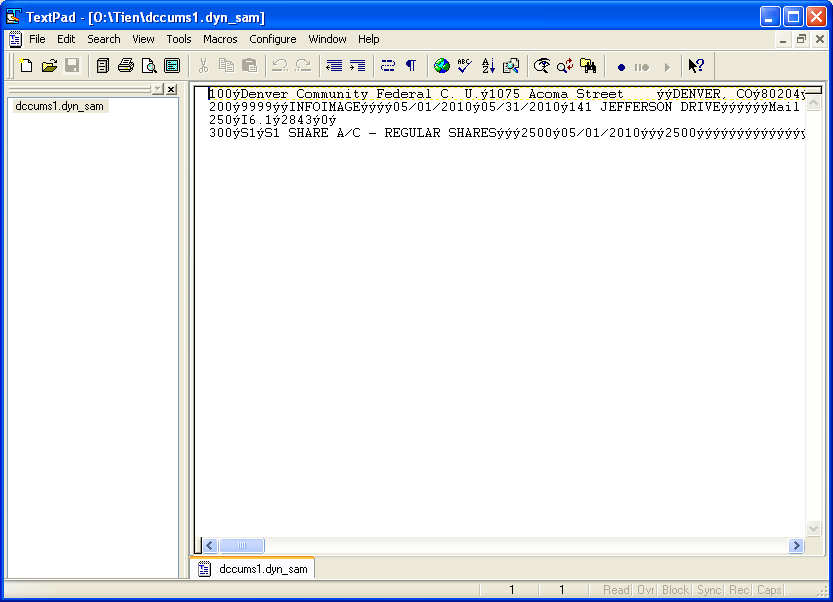 TextPad - [O:\Tien\dccums1.dyn_sam]
File Edit Search View Tools Macros Configure Window Help
dccums1.dyn_sam
100ýDenver Community Federal C. U.ý1075 Acoma Street    ýýDENVER, COý80204ý
200ý9999ýýINFOIMAGEýýýý05/01/2010ý05/31/2010ý141 JEFFERSON DRIVEýýýýýýMail
250ýI6.1ý2843ý0ý
300ýS1ýS1 SHARE A/C - REGULAR SHARESýýý2500ý05/01/2010ýýý2500ýýýýýýýýýýýýý
dccums1.dyn_sam
1 1 Read Ovr Block Sync Rec Caps